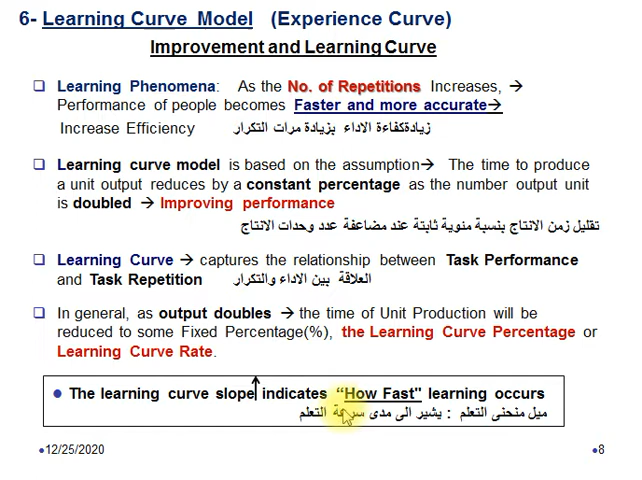 6- Learning Curve Model (Experience Curve)
Improvement and Learning Curve
❑ Learning Phenomena: As the No. of Repetitions Increases, →
Performance of people becomes Faster and more accurate→
Increase Efficiency زيادةكفاءة الاداء بزيادة مرات التكرار
❑ Learning curve model is based on the assumption→ The time to produce
a unit output reduces by a constant percentage as the number output unit
is doubled → Improving performance
تقليل زمن الانتاج بنسبة مئوية ثابتة عند مضاعفة عدد وحدات الانتاج
❑ Learning Curve → captures the relationship between Task Performance
and Task Repetition العلاقة بين الاداء والتكرار
❑ In general, as output doubles → the time of Unit Production will be
reduced to some Fixed Percentage(%), the Learning Curve Percentage or
Learning Curve Rate.
● The learning curve slope indicates “How Fast" learning occurs
ميل منحنى التعلم : يشير الى مدى سرعة التعلم
●12/25/2020 ●8